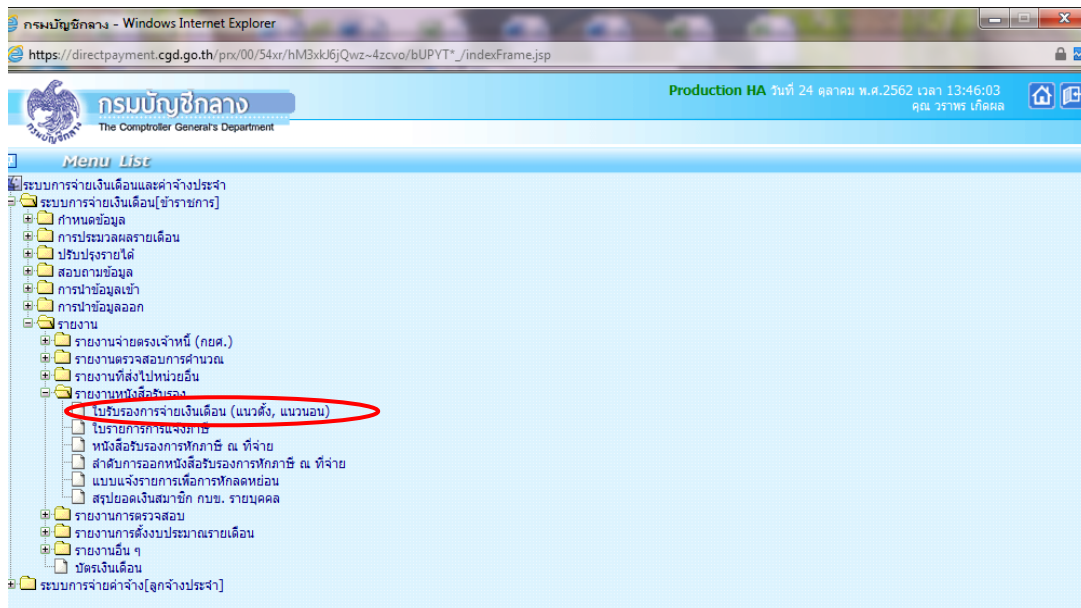 กรมบัญชีกลาง - Windows Internet Explorer
https://directpayment.cgd.go.th/prx/00/54xr/hM3xkJ6jQwz~4zcvo/bUPYT*_/indexFrame.jsp
กรมบัญชีกลาง
The Comptroller General's Department
Production HA วันที่ 24 ตุลาคม พ.ศ.2562 เวลา 13:46:03
คุณ วราพร เกิดผล
Menu List
ระบบการจ่ายเงินเดือนและค่าจ้างประจำ
ระบบการจ่ายเงินเดือน[ข้าราชการ]
กำหนดข้อมูล
การประมวลผลรายเดือน
ปรับปรุงรายได้
สอบถามข้อมูล
การนำข้อมูลเข้า
การนำข้อมูลออก
รายงาน
รายงานจ่ายตรงเจ้าหนี้ (กยศ.)
รายงานตรวจสอบการคำนวณ
รายงานที่ส่งไปหน่วยอื่น
รายงานหนังสือรับรอง
ใบรับรองการจ่ายเงินเดือน (แนวตั้ง, แนวนอน)
ใบรายการการแจ้งภาษี
หนังสือรับรองการหักภาษี ณ ที่จ่าย
ลำดับการออกหนังสือรับรองการหักภาษี ณ ที่จ่าย
แบบแจ้งรายการเพื่อการหักลดหย่อน
สรุปยอดเงินสมาชิก กบข. รายบุคคล
รายงานการตรวจสอบ
รายงานการตั้งงบประมาณรายเดือน
รายงานอื่น ๆ
บัตรเงินเดือน
ระบบการจ่ายค่าจ้าง[ลูกจ้างประจำ]